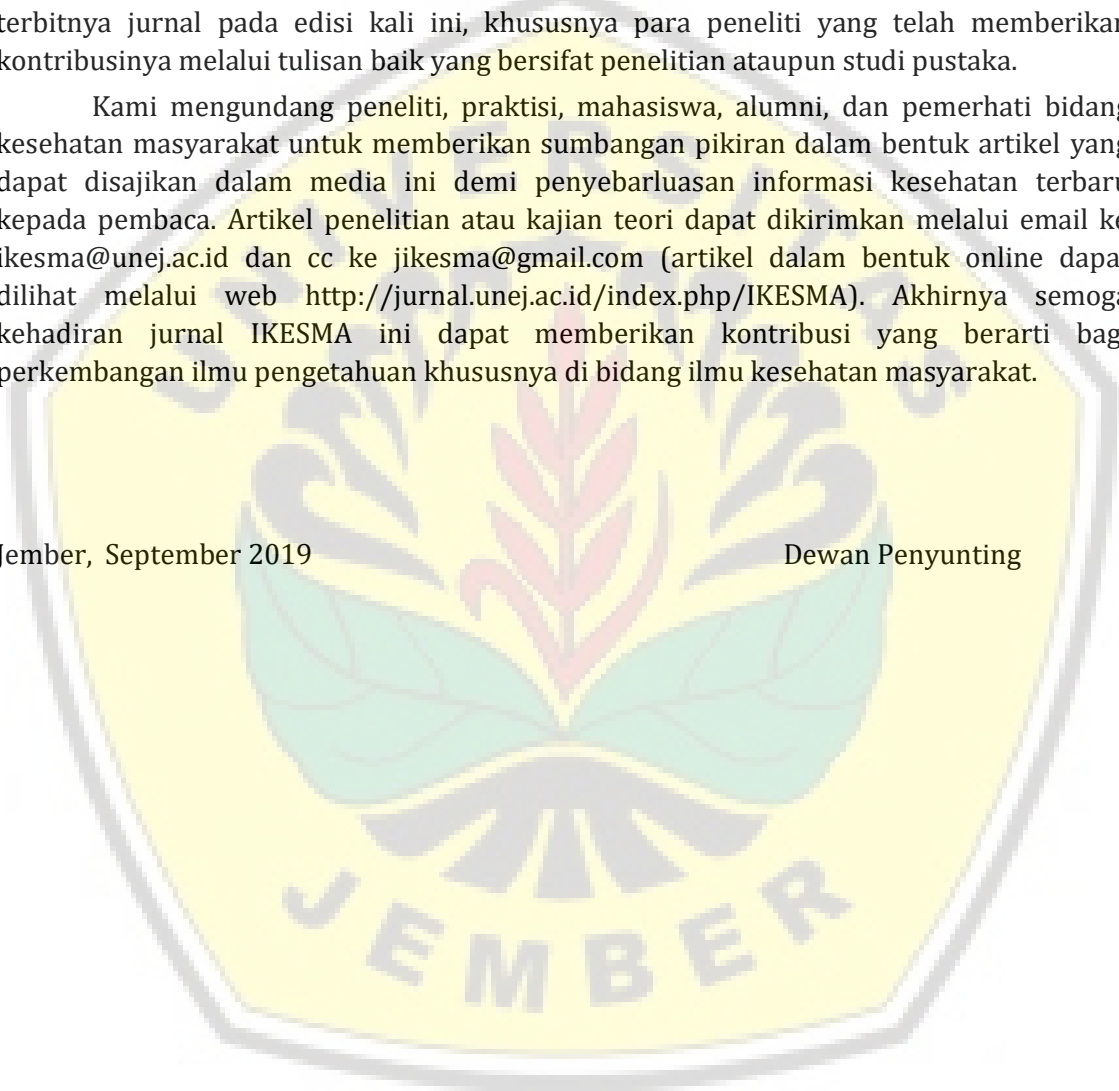 terbitnya jurnal pada edisi kali ini, khususnya para peneliti yang telah memberikan
kontribusinya melalui tulisan baik yang bersifat penelitian ataupun studi pustaka.
Kami mengundang peneliti, praktisi, mahasiswa, alumni, dan pemerhati bidang
kesehatan masyarakat untuk memberikan sumbangan pikiran dalam bentuk artikel yang
dapat disajikan dalam media ini demi penyebarluasan informasi kesehatan terbaru
kepada pembaca. Artikel penelitian atau kajian teori dapat dikirimkan melalui email ke
ikesma@unej.ac.id dan cc ke jikesma@gmail.com (artikel dalam bentuk online dapa
dilihat melalui web http://jurnal.unej.ac.id/index.php/IKESMA). Akhirnya semoga
kehadiran jurnal IKESMA ini dapat memberikan kontribusi yang berarti bag
perkembangan ilmu pengetahuan khususnya di bidang ilmu kesehatan masyarakat.
Jember, September 2019 Dewan Penyunting
UNIVERSITAS
JEMBER